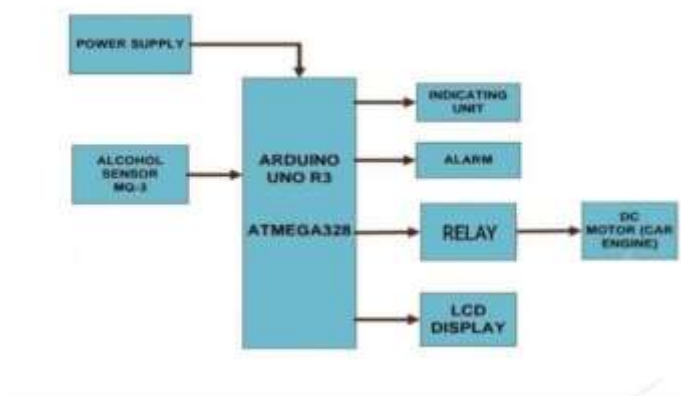 POWER SUPPLY
ALCOHOL
SENSOR
MQ-3
ARDUINO
UNO R3
ATMEGA328
INDICATING
UNIT
ALARM
RELAY
DC
MOTOR (CAR
ENGINE)
LCD
DISPLAY